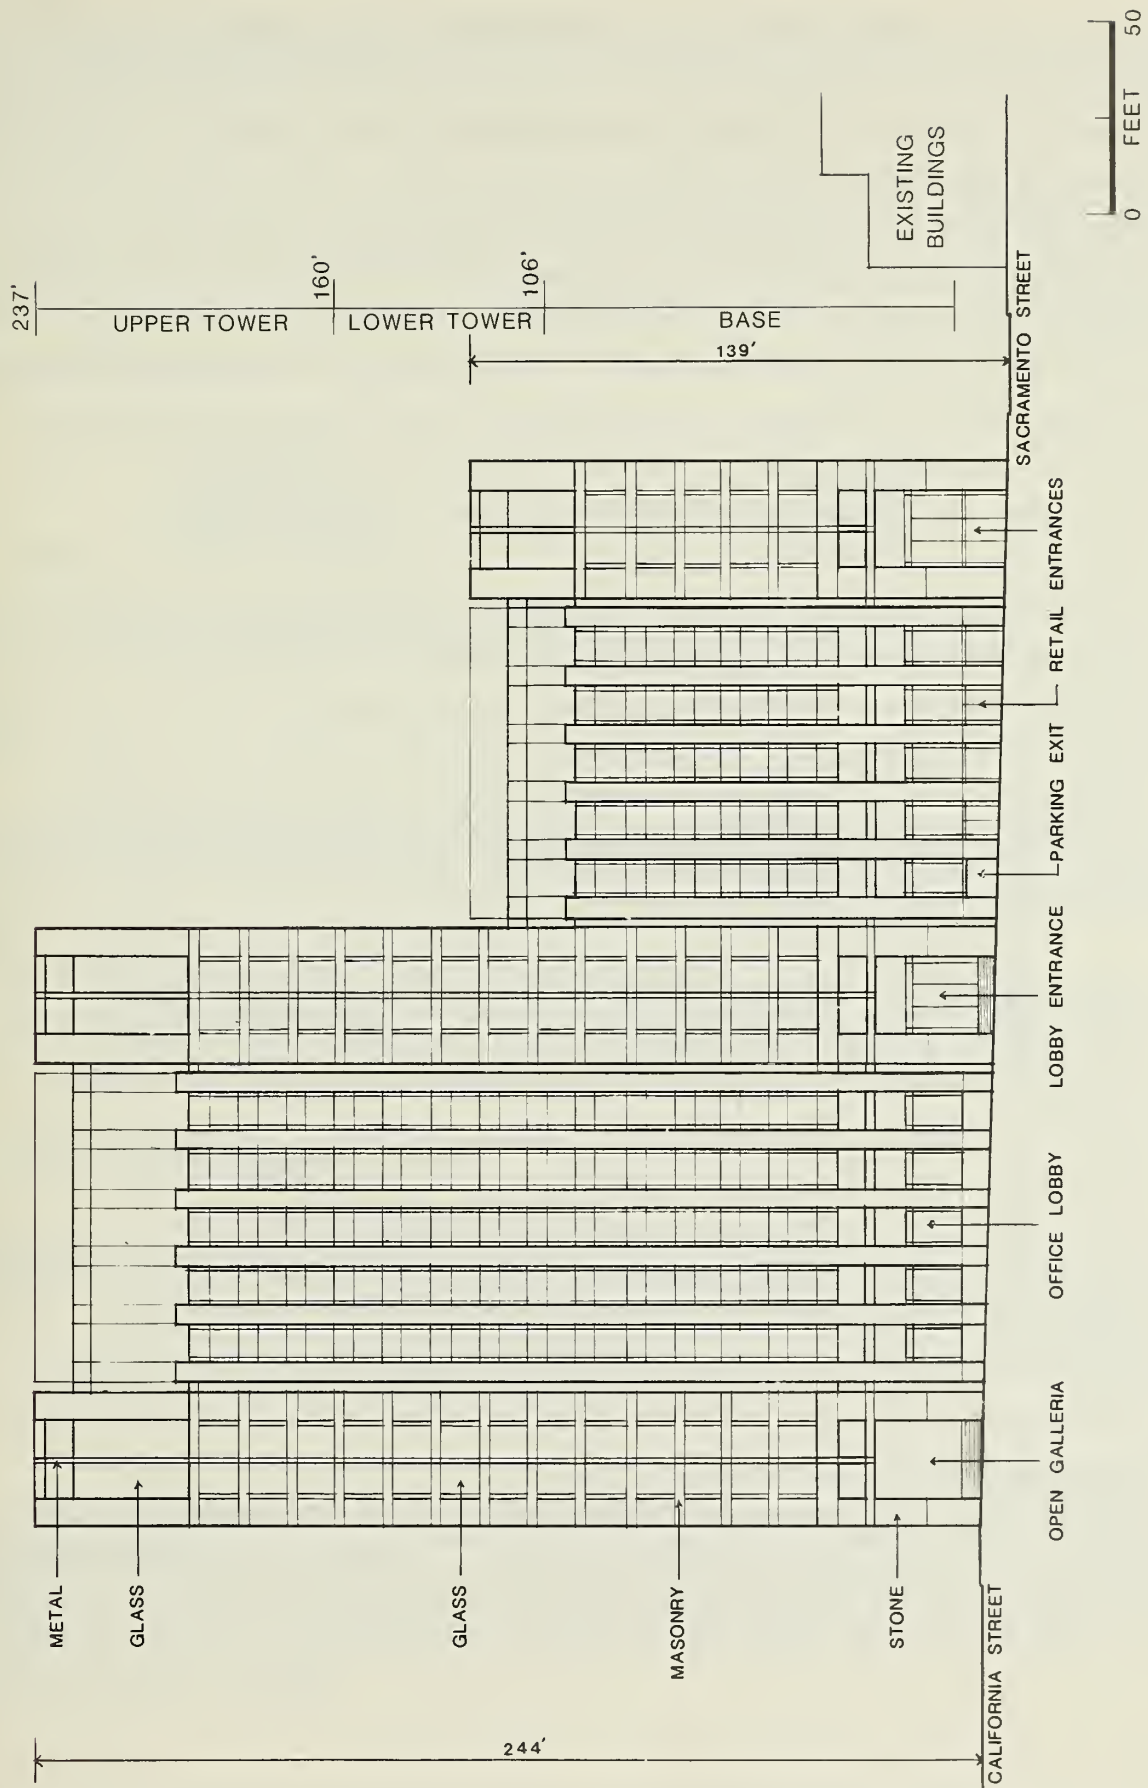 237'
UPPER TOWER
160'
LOWER TOWER
106'
BASE
139'
EXISTING
BUILDINGS
SACRAMENTO STREET
0 FEET 50
METAL
GLASS
GLASS
MASONRY
STONE
244'
CALIFORNIA STREET
OPEN GALLERIA
OFFICE LOBBY
LOBBY ENTRANCE
PARKING EXIT
RETAIL ENTRANCES